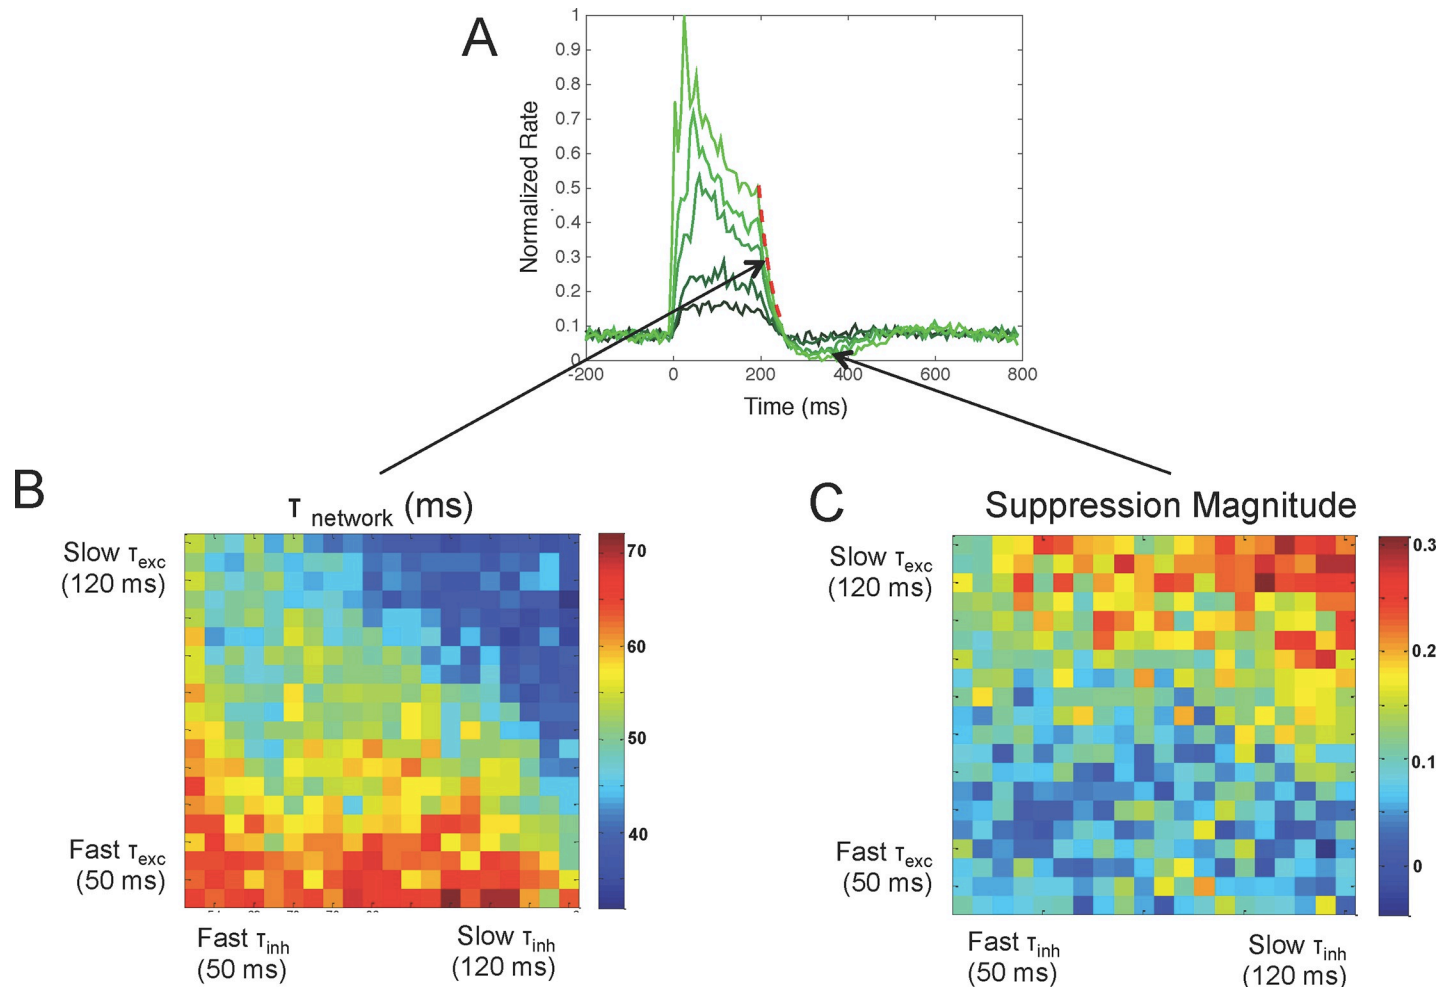 A
1
0.9
0.8
0.7
0.6
0.5
0.4
0.3
0.2
0.1
0
Normalized Rate
-200 0 200 400 600 800
Time (ms)
B
τ network (ms)
Slow τexc
(120 ms)
Fast τexc
(50 ms)
70
60
50
40
Fast τinh
(50 ms)
Slow τinh
(120 ms)
C
Suppression Magnitude
Slow τexc
(120 ms)
Fast τexc
(50 ms)
0.3
0.2
0.1
0
Fast τinh
(50 ms)
Slow τinh
(120 ms)